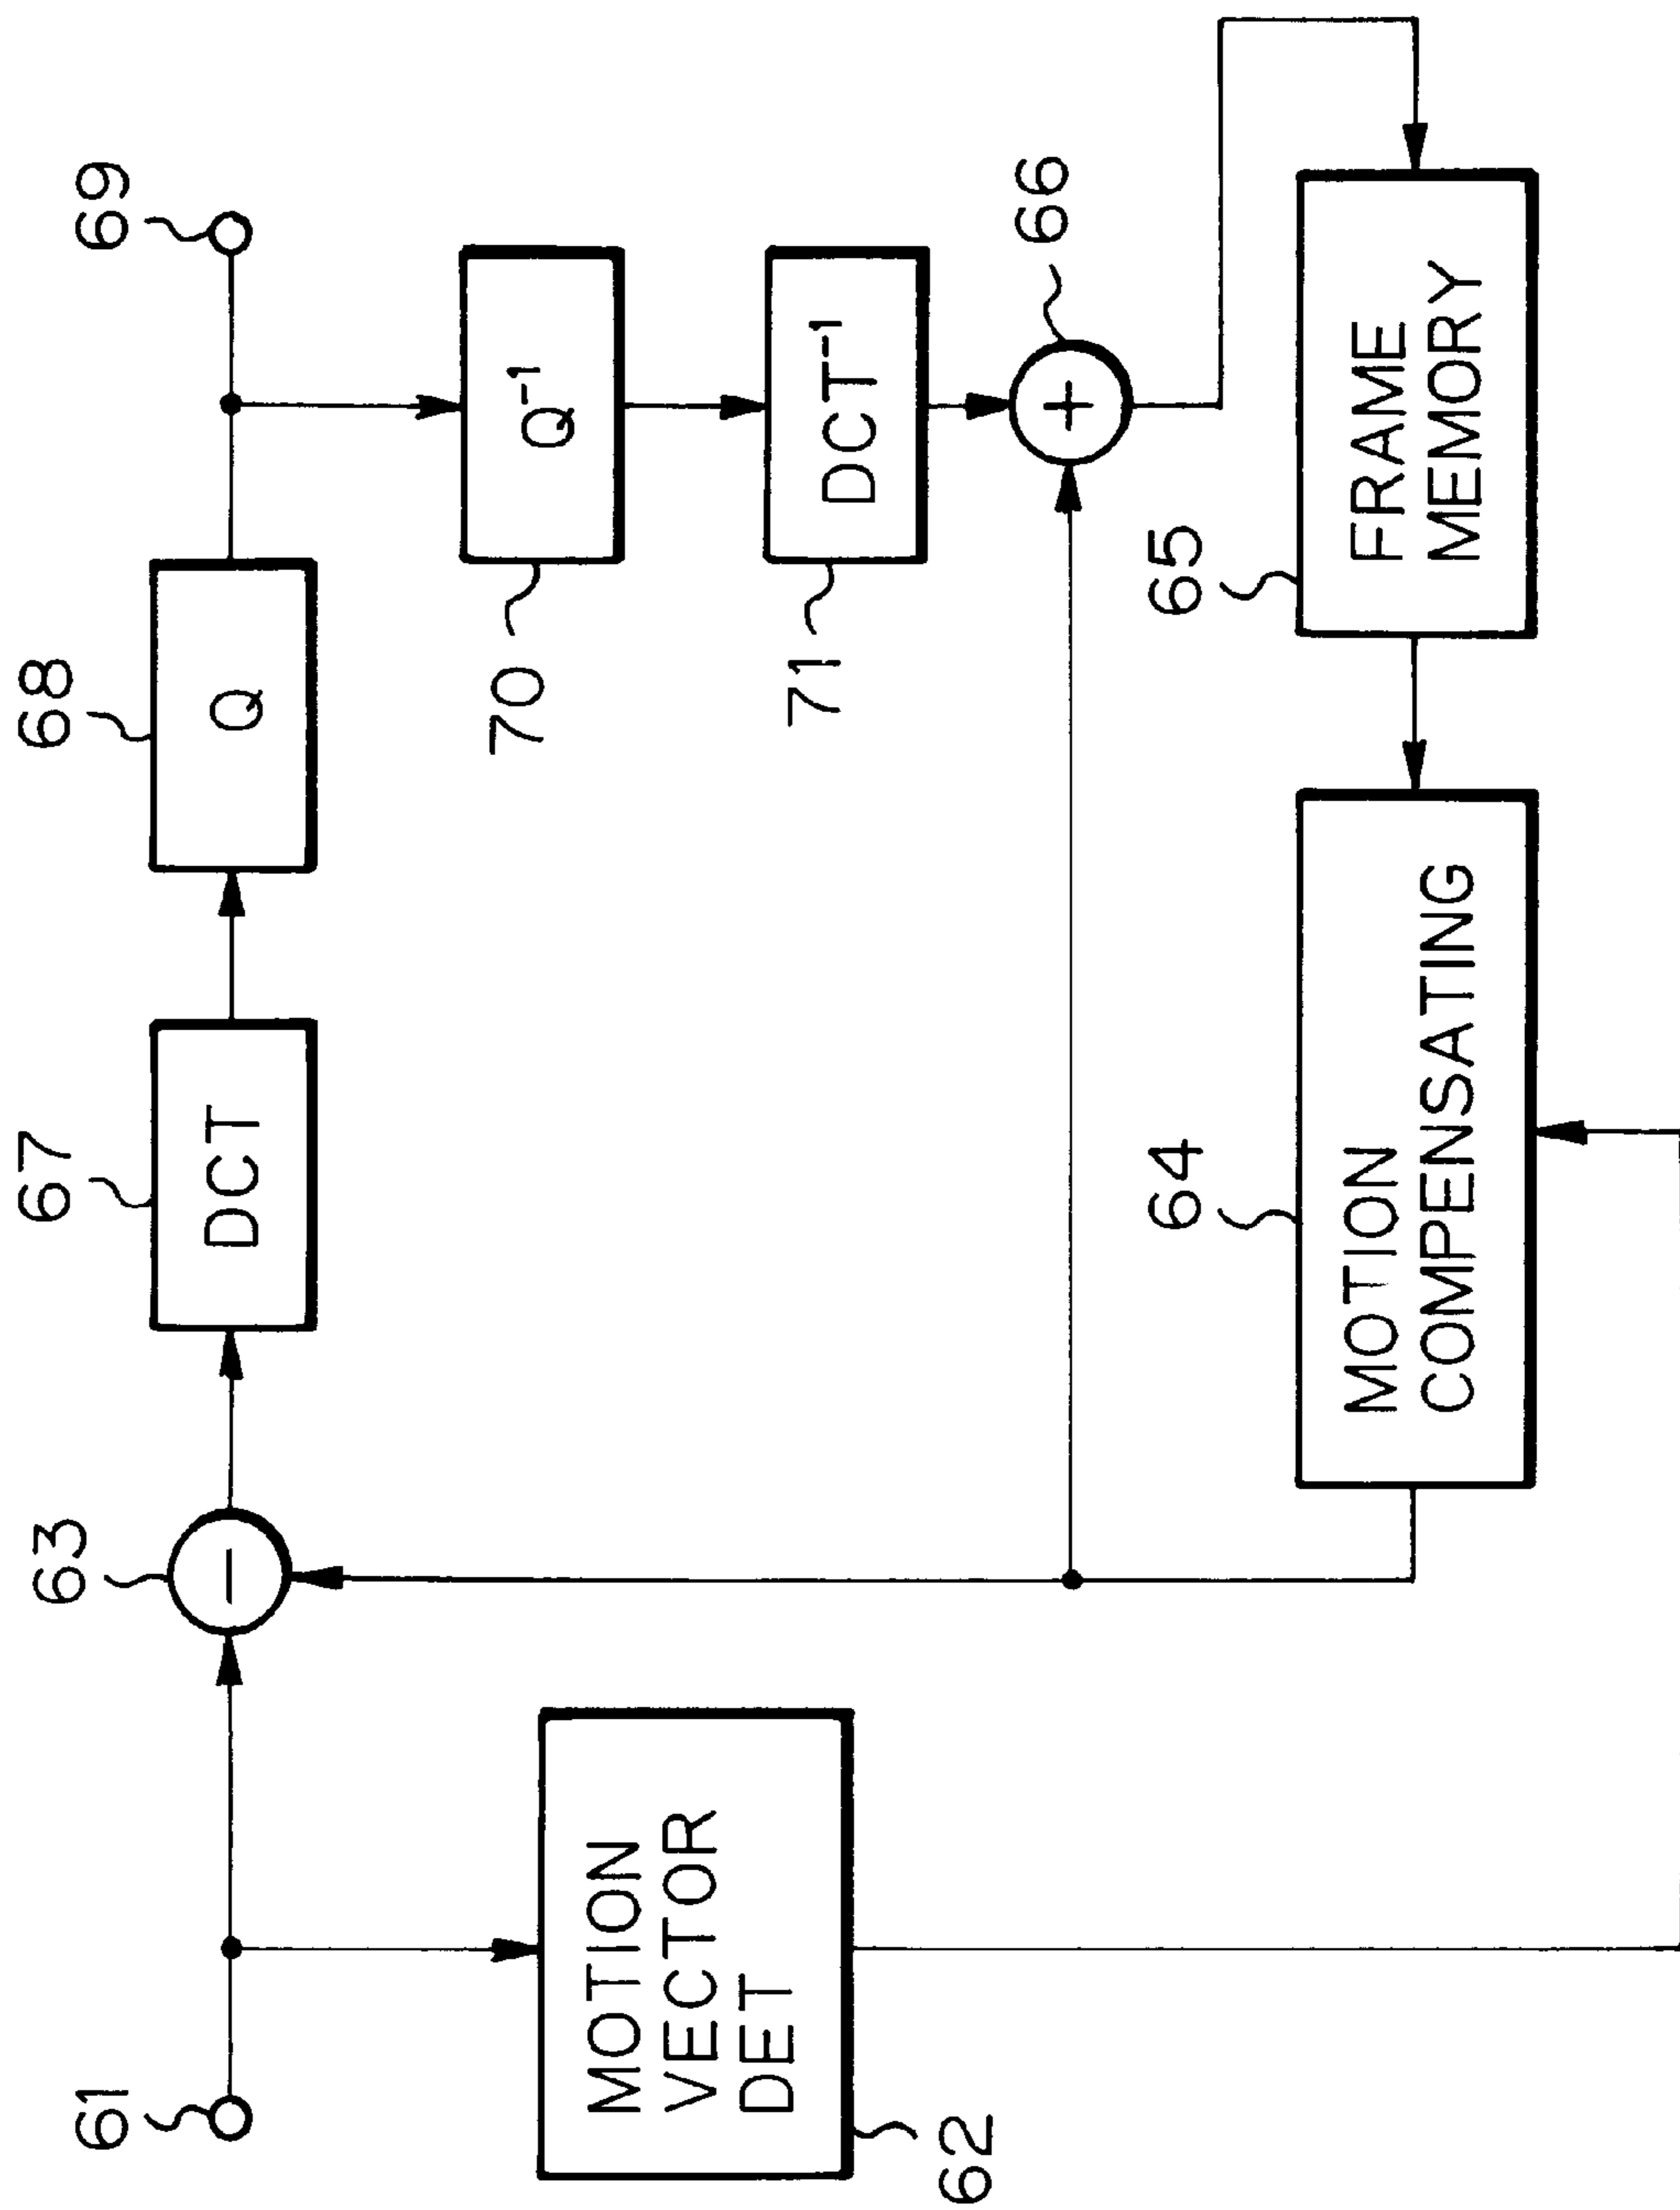 61
63
67
DCT
68
Q
69
MOTION
VECTOR
DET
62
−
70
Q⁻¹
71
DCT⁻¹
66
+
64
MOTION
COMPENSATING
65
FRAME
MEMORY